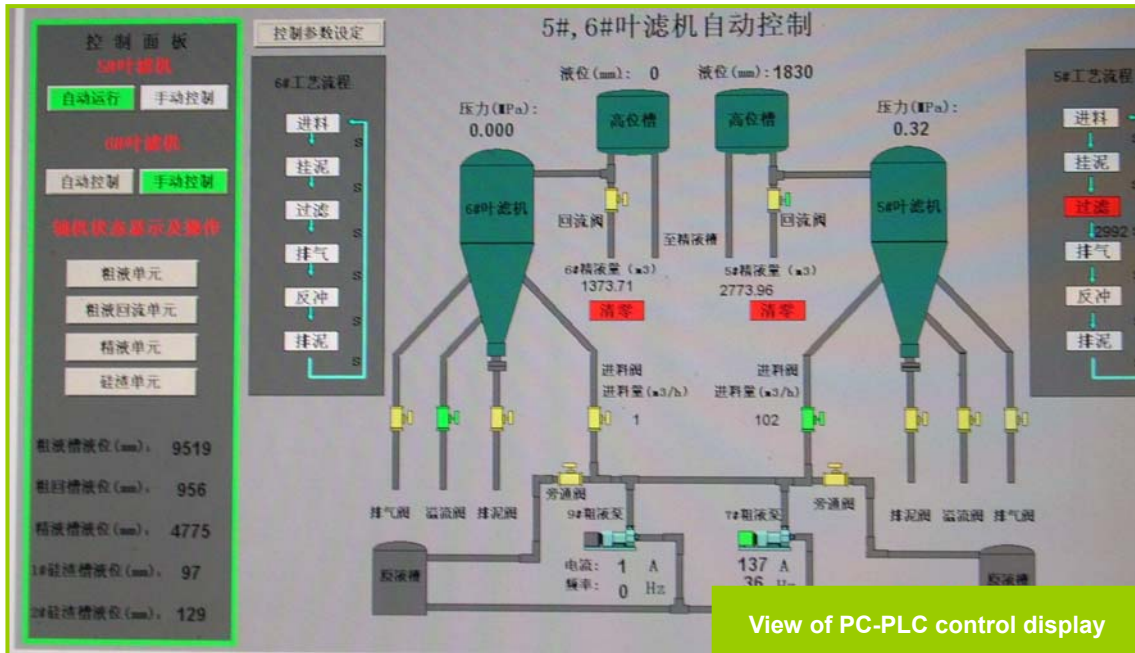 5#,6#叶滤机自动控制
控制面板
5#叶滤机
自动运行 手动控制
6#叶滤机
自动控制 手动控制
辅机状态显示及操作
粗液单元
粗液回流单元
精液单元
硅渣单元
粗液槽液位(mm), 9519
粗回槽液位(mm), 956
精液槽液位(mm), 4775
1#硅渣槽液位(mm), 97
2#硅渣槽液位(mm), 129
控制参数设定
6#工艺流程
进料
S
挂泥
S
过滤
S
排气
S
反冲
S
排泥
S
液位(mm): 0
液位(mm):1830
压力(MPa):
0.000
压力(MPa):
0.32
高位槽
高位槽
6#叶滤机
5#叶滤机
回流阀
回流阀
至精液槽
6#精液量(m3)
1373.71
清零
5#精液量(m3)
2773.96
清零
进料阀
进料量(m3/h)
1
进料阀
进料量(m3/h)
102
排气阀 溢流阀 排泥阀
旁通阀
9#粗液泵
7#粗液泵
旁通阀
排泥阀 溢流阀 排气阀
原液槽
电流: 1 A
频率: 0 Hz
137 A
36 Hz
原液槽
5#工艺流程
进料
挂泥
过滤
2992
排气
反冲
排泥
View of PC-PLC control display